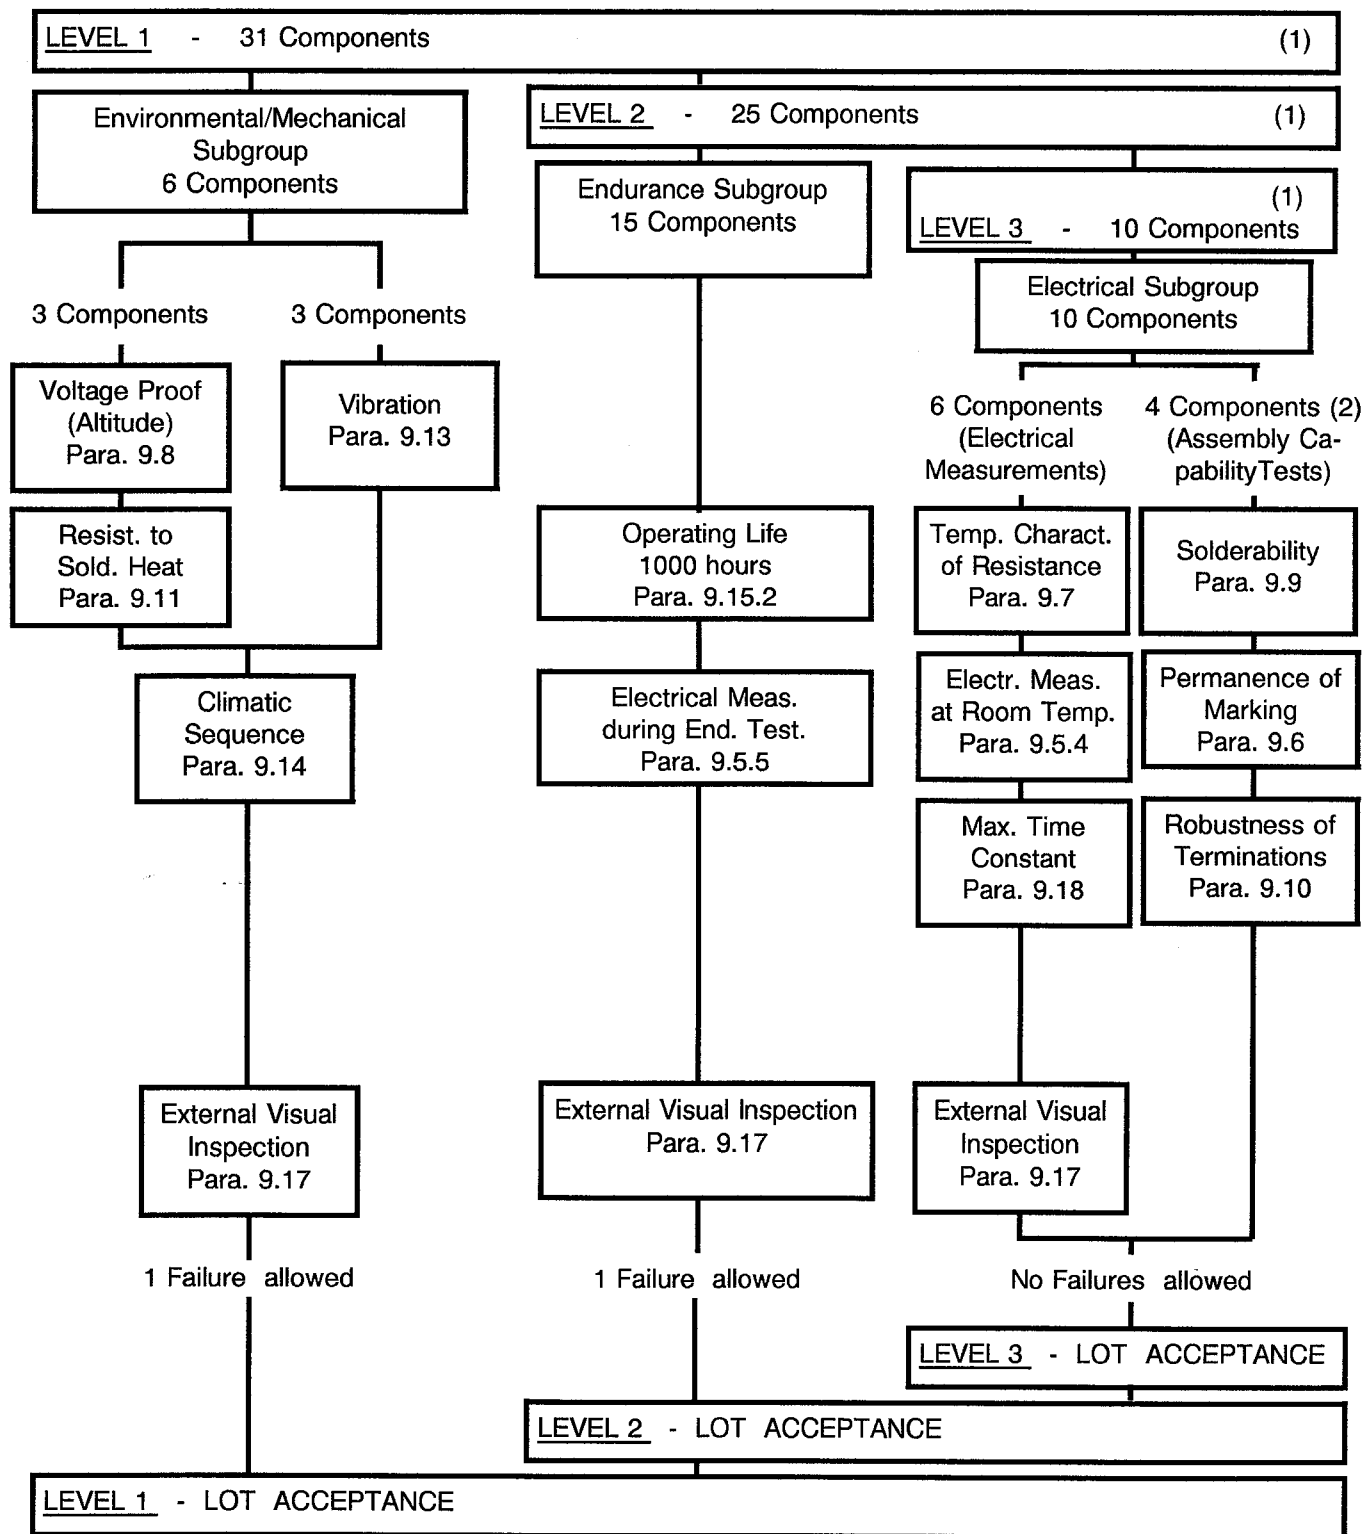 LEVEL 1 - 31 Components (1)
Environmental/Mechanical
Subgroup
6 Components
LEVEL 2 - 25 Components (1)
Endurance Subgroup
15 Components
(1)
LEVEL 3 - 10 Components
Electrical Subgroup
10 Components
3 Components
3 Components
6 Components
(Electrical
Measurements)
4 Components (2)
(Assembly Ca-
pabilityTests)
Voltage Proof
(Altitude)
Para. 9.8
Vibration
Para. 9.13
Resist. to
Sold. Heat
Para. 9.11
Operating Life
1000 hours
Para. 9.15.2
Temp. Charact.
of Resistance
Para. 9.7
Solderability
Para. 9.9
Climatic
Sequence
Para. 9.14
Electrical Meas.
during End. Test.
Para. 9.5.5
Electr. Meas.
at Room Temp.
Para. 9.5.4
Permanence of
Marking
Para. 9.6
Max. Time
Constant
Para. 9.18
Robustness of
Terminations
Para. 9.10
External Visual
Inspection
Para. 9.17
External Visual Inspection
Para. 9.17
External Visual
Inspection
Para. 9.17
1 Failure allowed
1 Failure allowed
No Failures allowed
LEVEL 3 - LOT ACCEPTANCE
LEVEL 2 - LOT ACCEPTANCE
LEVEL 1 - LOT ACCEPTANCE